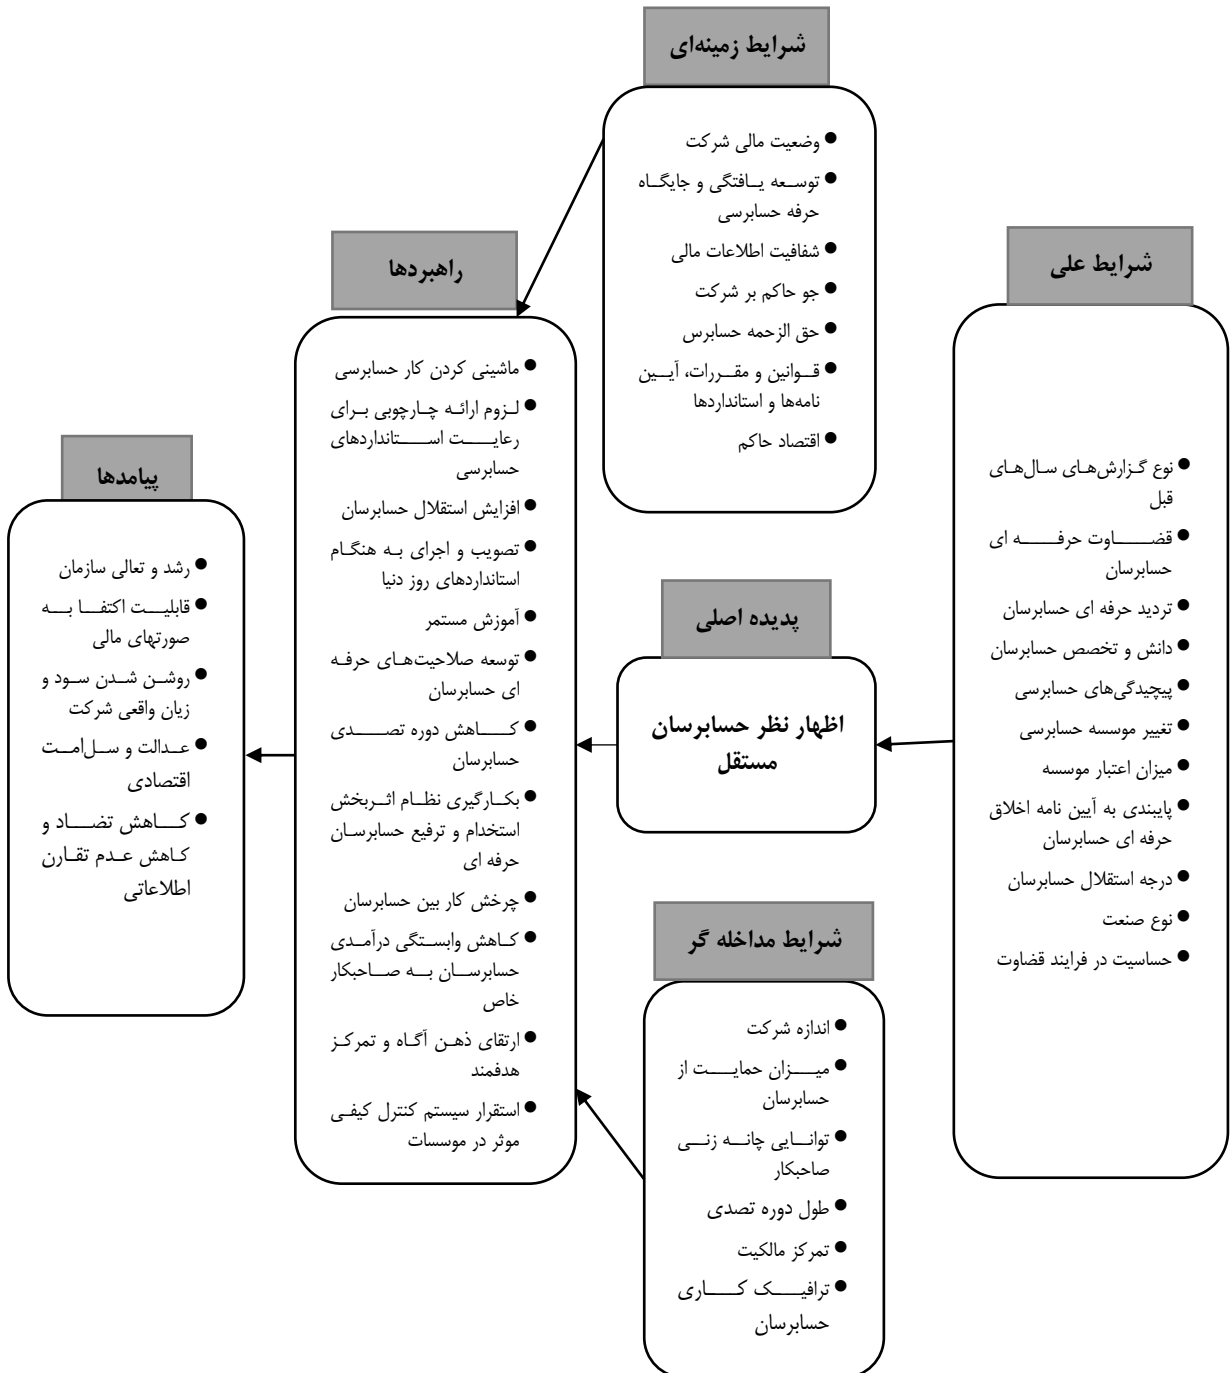 شرایط زمینه‌ای
● وضعیت مالی شرکت
● توسعه یافتگی و جایگاه
حرفه حسابرسی
● شفافیت اطلاعات مالی
● جو حاکم بر شرکت
● حق الزحمه حسابرس
● قوانین و مقررات، آیین
نامه‌ها و استانداردها
● اقتصاد حاکم
شرایط علی
● نوع گزارش‌های سال‌های
قبل
● قضاوت حرفه ای
حسابرسان
● تردید حرفه ای حسابرسان
● دانش و تخصص حسابرسان
● پیچیدگی‌های حسابرسی
● تغییر موسسه حسابرسی
● میزان اعتبار موسسه
● پایبندی به آیین نامه اخلاق
حرفه ای حسابرسان
● درجه استقلال حسابرسان
● نوع صنعت
● حساسیت در فرایند قضاوت
پدیده اصلی
اظهار نظر حسابرسان
مستقل
شرایط مداخله گر
● اندازه شرکت
● میزان حمایت از
حسابرسان
● توانایی چانه زنی
صاحبکار
● طول دوره تصدی
● تمرکز مالکیت
● ترافیک کاری
حسابرسان
راهبردها
● ماشینی کردن کار حسابرسی
● لزوم ارائه چارچوبی برای
رعایت استانداردهای
حسابرسی
● افزایش استقلال حسابرسان
● تصویب و اجرای به هنگام
استانداردهای روز دنیا
● آموزش مستمر
● توسعه صلاحیت‌های حرفه
ای حسابرسان
● کاهش دوره تصدی
حسابرسان
● بکارگیری نظام اثربخش
استخدام و ترفیع حسابرسان
حرفه ای
● چرخش کار بین حسابرسان
● کاهش وابستگی درآمدی
حسابرسان به صاحبکار
خاص
● ارتقای ذهن آگاه و تمرکز
هدفمند
● استقرار سیستم کنترل کیفی
موثر در موسسات
پیامدها
● رشد و تعالی سازمان
● قابلیت اکتفا به
صورتهای مالی
● روشن شدن سود و
زیان واقعی شرکت
● عدالت و سلامت
اقتصادی
● کاهش تضاد و
کاهش عدم تقارن
اطلاعاتی